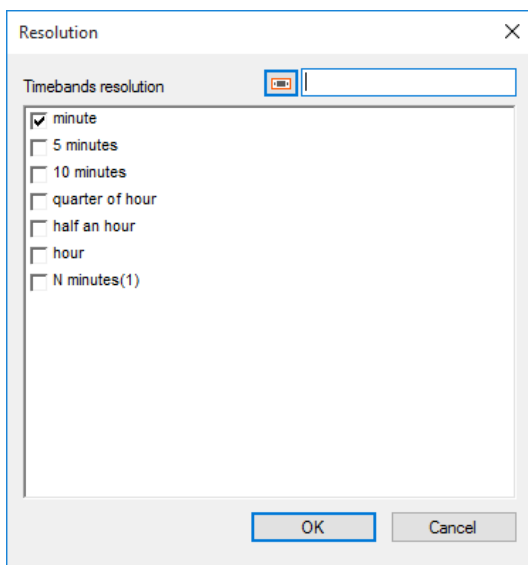 Resolution
Timebands resolution
minute
5 minutes
10 minutes
quarter of hour
half an hour
hour
N minutes(1)
OK Cancel